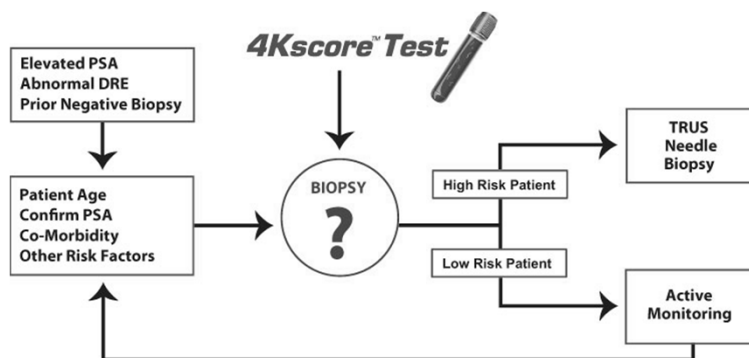 4Kscore™ Test
Elevated PSA
Abnormal DRE
Prior Negative Biopsy
Patient Age
Confirm PSA
Co-Morbidity
Other Risk Factors
BIOPSY
?
High Risk Patient
Low Risk Patient
TRUS
Needle
Biopsy
Active
Monitoring